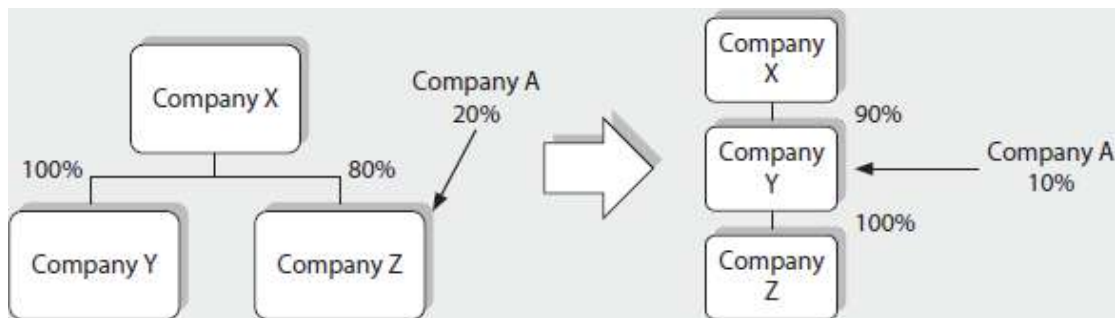 Company X
100%
80%
Company A
20%
Company Y
Company Z
Company
X
90%
Company
Y
Company A
10%
100%
Company
Z